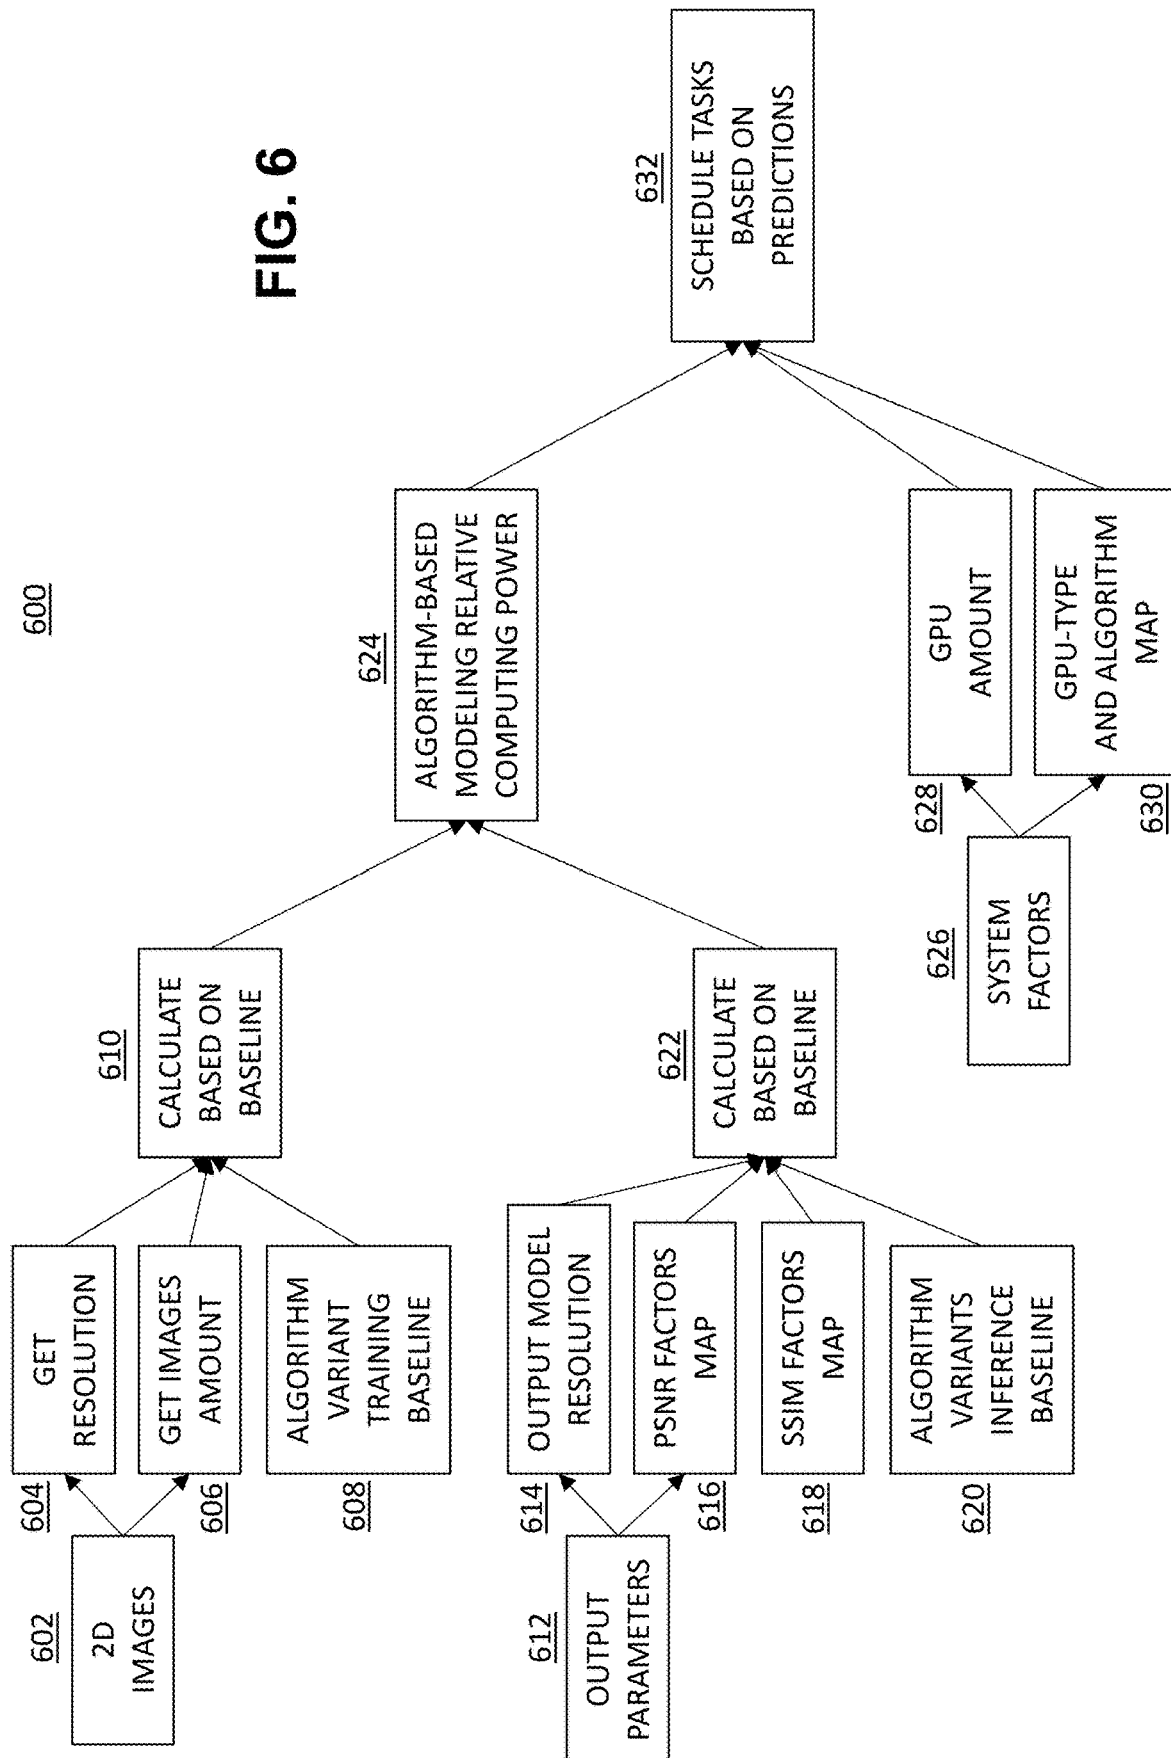 600
FIG. 6
602
2D
IMAGES
604
GET
RESOLUTION
606
GET IMAGES
AMOUNT
608
ALGORITHM
VARIANT
TRAINING
BASELINE
610
CALCULATE
BASED ON
BASELINE
612
OUTPUT
PARAMETERS
614
OUTPUT MODEL
RESOLUTION
616
PSNR FACTORS
MAP
618
SSIM FACTORS
MAP
620
ALGORITHM
VARIANTS
INFERENCE
BASELINE
622
CALCULATE
BASED ON
BASELINE
624
ALGORITHM-BASED
MODELING RELATIVE
COMPUTING POWER
626
SYSTEM
FACTORS
628
GPU
AMOUNT
630
GPU-TYPE
AND ALGORITHM
MAP
632
SCHEDULE TASKS
BASED ON
PREDICTIONS